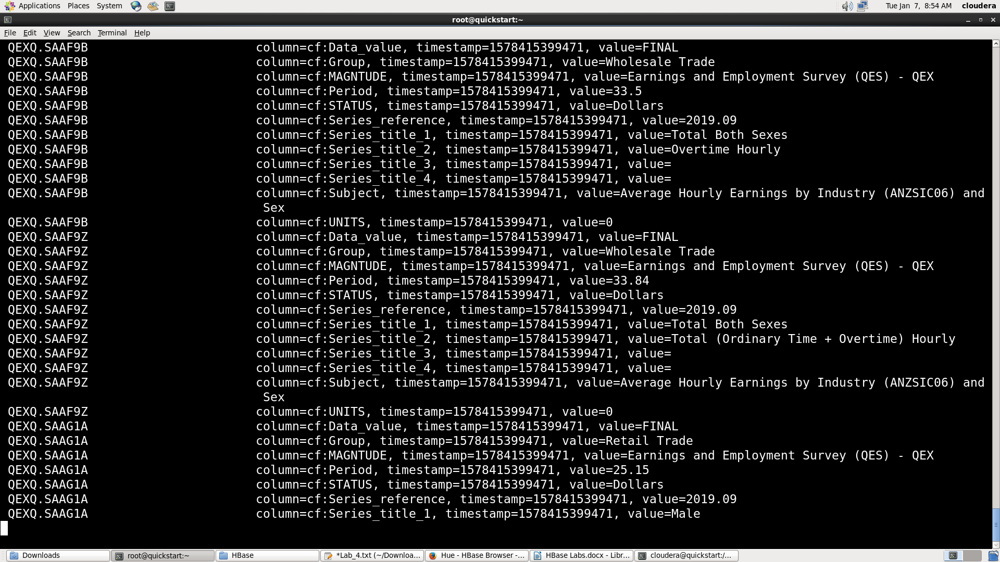 Applications Places System Tue Jan 7, 8:54 AM cloudera
root@quickstart:~
File Edit View Search Terminal Help
QEXQ.SAAF9B column=cf:Data_value, timestamp=1578415399471, value=FINAL
QEXQ.SAAF9B column=cf:Group, timestamp=1578415399471, value=Wholesale Trade
QEXQ.SAAF9B column=cf:MAGNTUDE, timestamp=1578415399471, value=Earnings and Employment Survey (QES) - QEX
QEXQ.SAAF9B column=cf:Period, timestamp=1578415399471, value=33.5
QEXQ.SAAF9B column=cf:STATUS, timestamp=1578415399471, value=Dollars
QEXQ.SAAF9B column=cf:Series_reference, timestamp=1578415399471, value=2019.09
QEXQ.SAAF9B column=cf:Series_title_1, timestamp=1578415399471, value=Total Both Sexes
QEXQ.SAAF9B column=cf:Series_title_2, timestamp=1578415399471, value=Overtime Hourly
QEXQ.SAAF9B column=cf:Series_title_3, timestamp=1578415399471, value=
QEXQ.SAAF9B column=cf:Series_title_4, timestamp=1578415399471, value=
QEXQ.SAAF9B column=cf:Subject, timestamp=1578415399471, value=Average Hourly Earnings by Industry (ANZSIC06) and
Sex
QEXQ.SAAF9B column=cf:UNITS, timestamp=1578415399471, value=0
QEXQ.SAAF9Z column=cf:Data_value, timestamp=1578415399471, value=FINAL
QEXQ.SAAF9Z column=cf:Group, timestamp=1578415399471, value=Wholesale Trade
QEXQ.SAAF9Z column=cf:MAGNTUDE, timestamp=1578415399471, value=Earnings and Employment Survey (QES) - QEX
QEXQ.SAAF9Z column=cf:Period, timestamp=1578415399471, value=33.84
QEXQ.SAAF9Z column=cf:STATUS, timestamp=1578415399471, value=Dollars
QEXQ.SAAF9Z column=cf:Series_reference, timestamp=1578415399471, value=2019.09
QEXQ.SAAF9Z column=cf:Series_title_1, timestamp=1578415399471, value=Total Both Sexes
QEXQ.SAAF9Z column=cf:Series_title_2, timestamp=1578415399471, value=Total (Ordinary Time + Overtime) Hourly
QEXQ.SAAF9Z column=cf:Series_title_3, timestamp=1578415399471, value=
QEXQ.SAAF9Z column=cf:Series_title_4, timestamp=1578415399471, value=
QEXQ.SAAF9Z column=cf:Subject, timestamp=1578415399471, value=Average Hourly Earnings by Industry (ANZSIC06) and
Sex
QEXQ.SAAF9Z column=cf:UNITS, timestamp=1578415399471, value=0
QEXQ.SAAG1A column=cf:Data_value, timestamp=1578415399471, value=FINAL
QEXQ.SAAG1A column=cf:Group, timestamp=1578415399471, value=Retail Trade
QEXQ.SAAG1A column=cf:MAGNTUDE, timestamp=1578415399471, value=Earnings and Employment Survey (QES) - QEX
QEXQ.SAAG1A column=cf:Period, timestamp=1578415399471, value=25.15
QEXQ.SAAG1A column=cf:STATUS, timestamp=1578415399471, value=Dollars
QEXQ.SAAG1A column=cf:Series_reference, timestamp=1578415399471, value=2019.09
QEXQ.SAAG1A column=cf:Series_title_1, timestamp=1578415399471, value=Male
Downloads root@quickstart:~ HBase *Lab_4.txt (~/Downloa... Hue - HBase Browser -... HBase Labs.docx - Libr... cloudera@quickstart:/...